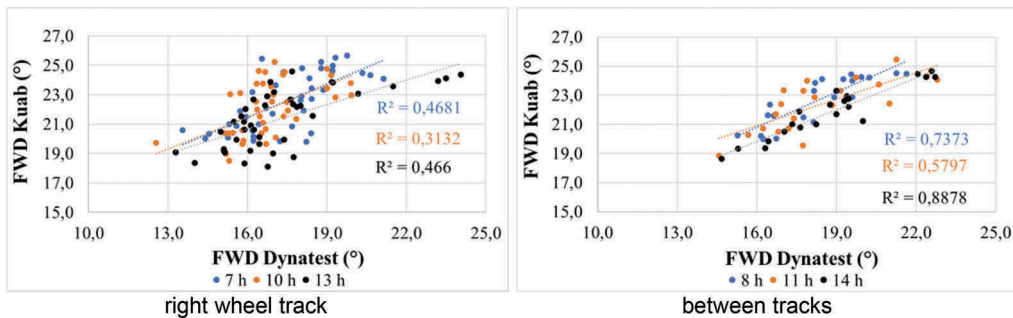 27,0
25,0
23,0
21,0
19,0
17,0
15,0
FWD Kuab (°)
R² = 0,4681
R² = 0,3132
R² = 0,466
10,0 13,0 16,0 19,0 22,0 25,0
FWD Dynatest (°)
7 h 10 h 13 h
right wheel track
27,0
25,0
23,0
21,0
19,0
17,0
15,0
FWD Kuab (°)
R² = 0,7373
R² = 0,5797
R² = 0,8878
10,0 13,0 16,0 19,0 22,0 25,0
FWD Dynatest (°)
8 h 11 h 14 h
between tracks